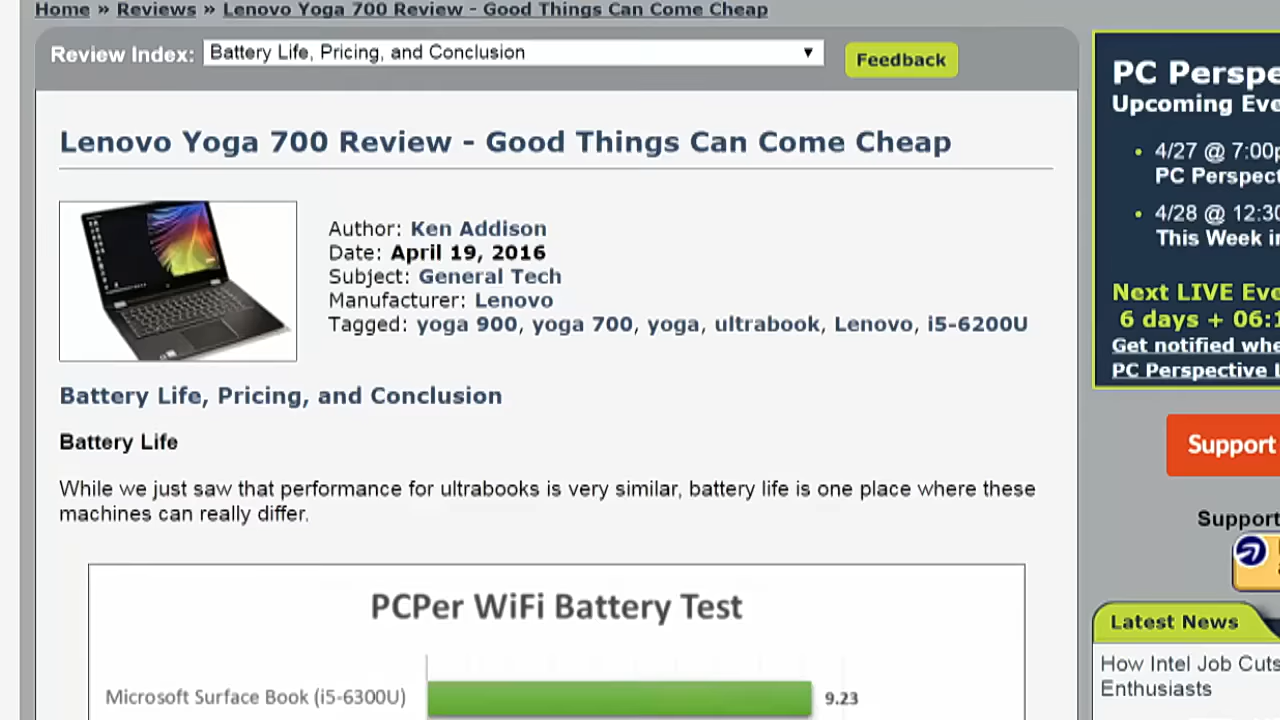 Home » Reviews » Lenovo Yoga 700 Review - Good Things Can Come Cheap
Review Index: Battery Life, Pricing, and Conclusion ▼ Feedback
Lenovo Yoga 700 Review - Good Things Can Come Cheap
Author: Ken Addison
Date: April 19, 2016
Subject: General Tech
Manufacturer: Lenovo
Tagged: yoga 900, yoga 700, yoga, ultrabook, Lenovo, i5-6200U
Battery Life, Pricing, and Conclusion
Battery Life
While we just saw that performance for ultrabooks is very similar, battery life is one place where these
machines can really differ.
PCPer WiFi Battery Test
Microsoft Surface Book (i5-6300U) 9.23
PC Perspe
Upcoming Eve
• 4/27 @ 7:00p
PC Perspect
• 4/28 @ 12:30
This Week in
Next LIVE Eve
6 days + 06:1
Get notified whe
PC Perspective L
Support
Support
Latest News
How Intel Job Cuts
Enthusiasts